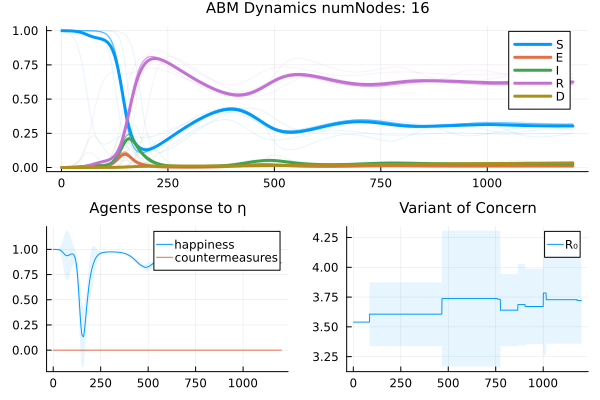 ABM Dynamics numNodes: 16
1.00
0.75
0.50
0.25
0.00
S
E
I
R
D
0 250 500 750 1000
Agents response to η
1.00
0.75
0.50
0.25
0.00
happiness
countermeasures
0 250 500 750 1000
Variant of Concern
4.25
4.00
3.75
3.50
3.25
R₀
0 250 500 750 1000